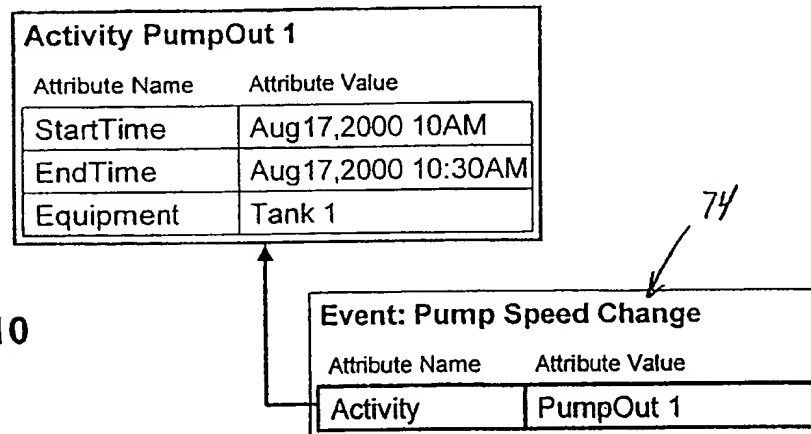 Activity PumpOut 1
Attribute Name Attribute Value
StartTime Aug17,2000 10AM
EndTime Aug17,2000 10:30AM
Equipment Tank 1
74
10
Event: Pump Speed Change
Attribute Name Attribute Value
Activity PumpOut 1